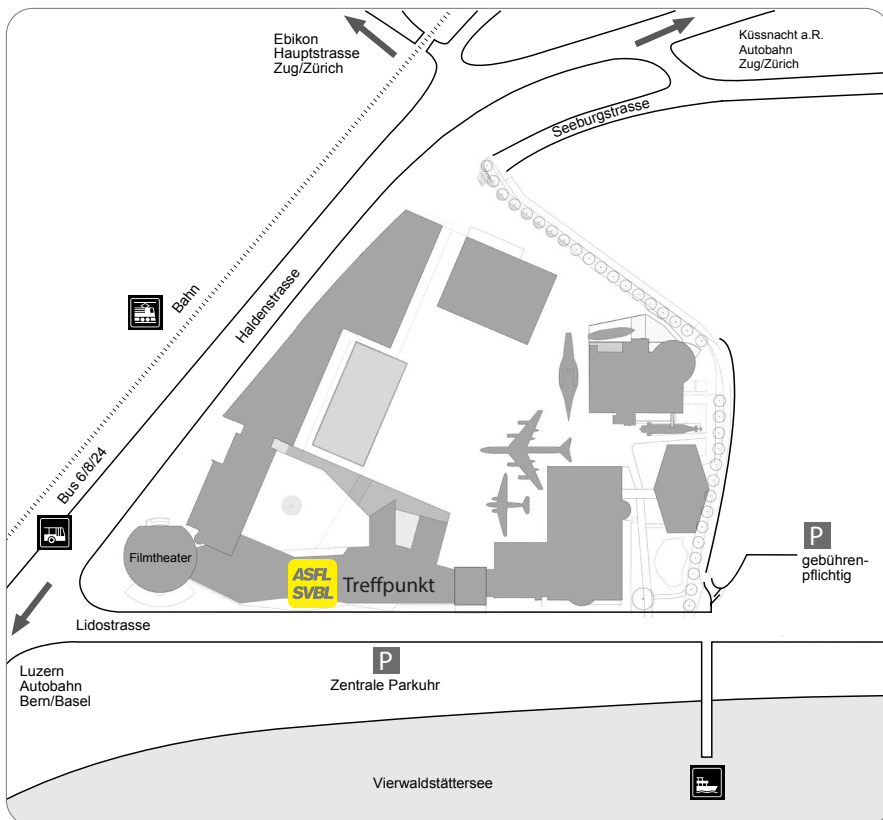 Ebikon
Hauptstrasse
Zug/Zürich
Küssnacht a.R.
Autobahn
Zug/Zürich
Seeburgstrasse
Bahn
Haldenstrasse
Bus 6/8/24
Filmtheater
ASFL
SVBL
Treffpunkt
P
gebühren-
pflichtig
Lidostrasse
Luzern
Autobahn
Bern/Basel
P
Zentrale Parkuhr
Vierwaldstättersee